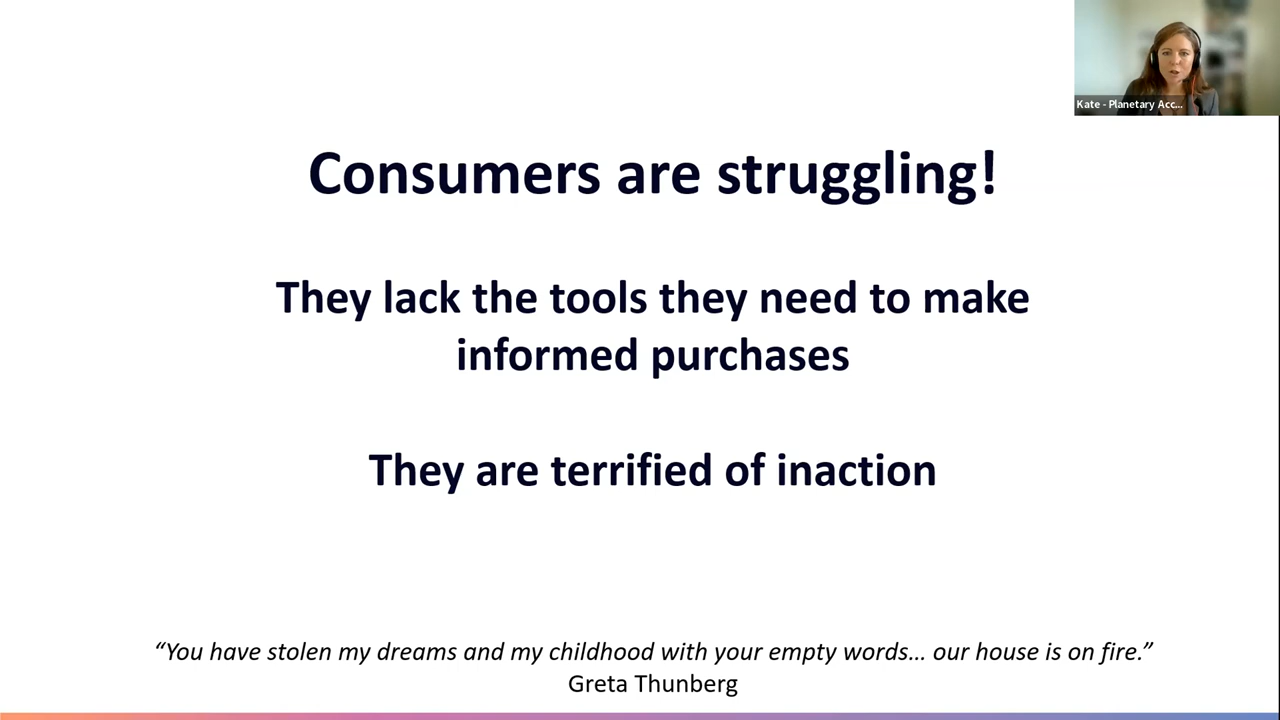 Kate - Planetary Acc...
Consumers are struggling!
They lack the tools they need to make
informed purchases
They are terrified of inaction
“You have stolen my dreams and my childhood with your empty words... our house is on fire.”
Greta Thunberg